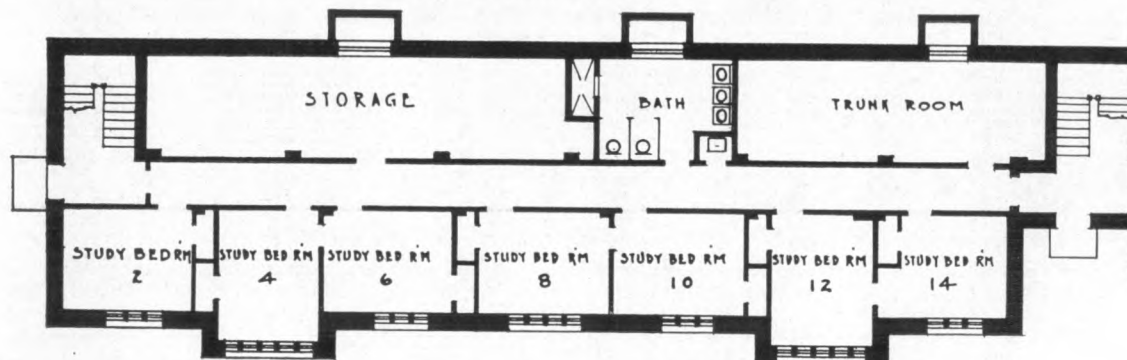 STORAGE
BATH
TRUNK ROOM
STUDY BED RM
2
STUDY BED RM
4
STUDY BED RM
6
STUDY BED RM
8
STUDY BED RM
10
STUDY BED RM
12
STUDY BED RM
14